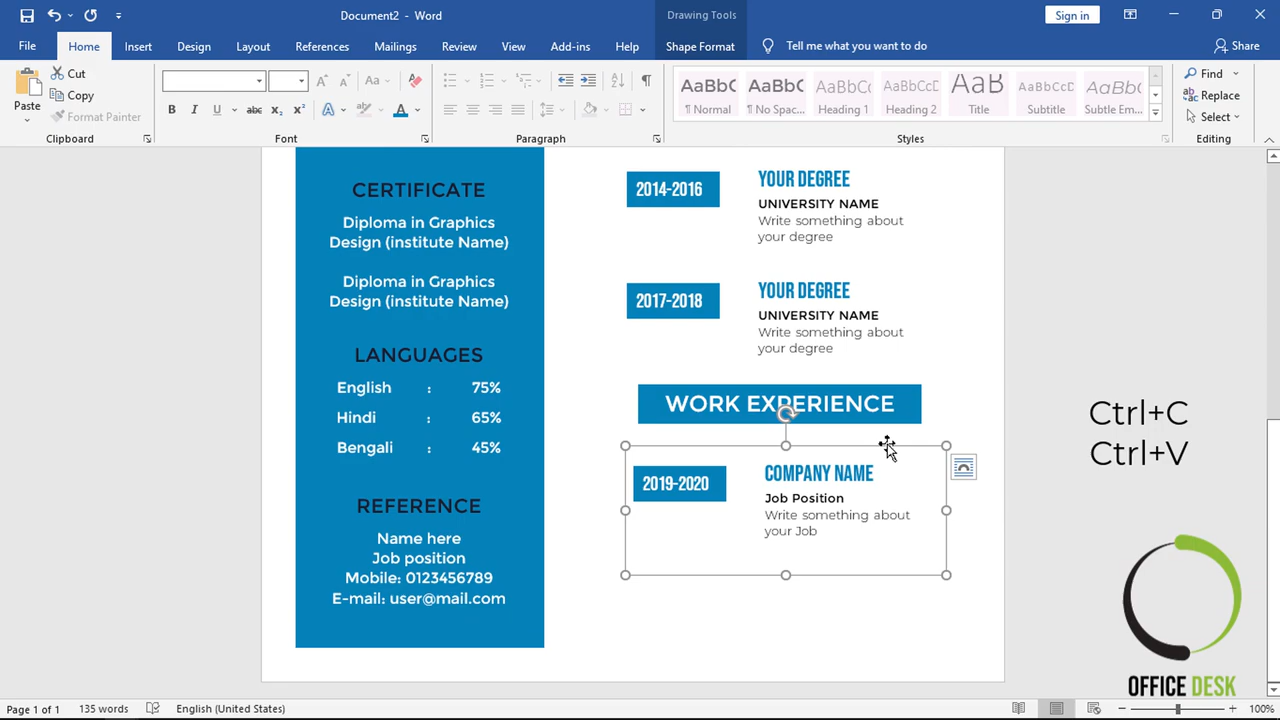 Document2 - Word
Drawing Tools
Sign in
File
Home
Insert
Design
Layout
References
Mailings
Review
View
Add-ins
Help
Shape Format
Tell me what you want to do
Share
Paste
Cut
Copy
Format Painter
Clipboard
Aa
A
B I U abc x₂ x²
A A
Font
Paragraph
AaBbC
¶ Normal
AaBbC
¶ No Spac...
AaBbC
Heading 1
AaBbCcD
Heading 2
AaB
Title
AaBbCcD
Subtitle
AaBbC
Subtle Em...
Styles
Find
Replace
Select
Editing
CERTIFICATE
Diploma in Graphics
Design (institute Name)
Diploma in Graphics
Design (institute Name)
LANGUAGES
English : 75%
Hindi : 65%
Bengali : 45%
REFERENCE
Name here
Job position
Mobile: 0123456789
E-mail: user@mail.com
2014-2016
YOUR DEGREE
UNIVERSITY NAME
Write something about
your degree
2017-2018
YOUR DEGREE
UNIVERSITY NAME
Write something about
your degree
WORK EXPERIENCE
2019-2020
COMPANY NAME
Job Position
Write something about
your Job
Ctrl+C
Ctrl+V
OFFICE DESK
Page 1 of 1
135 words
English (United States)
100%